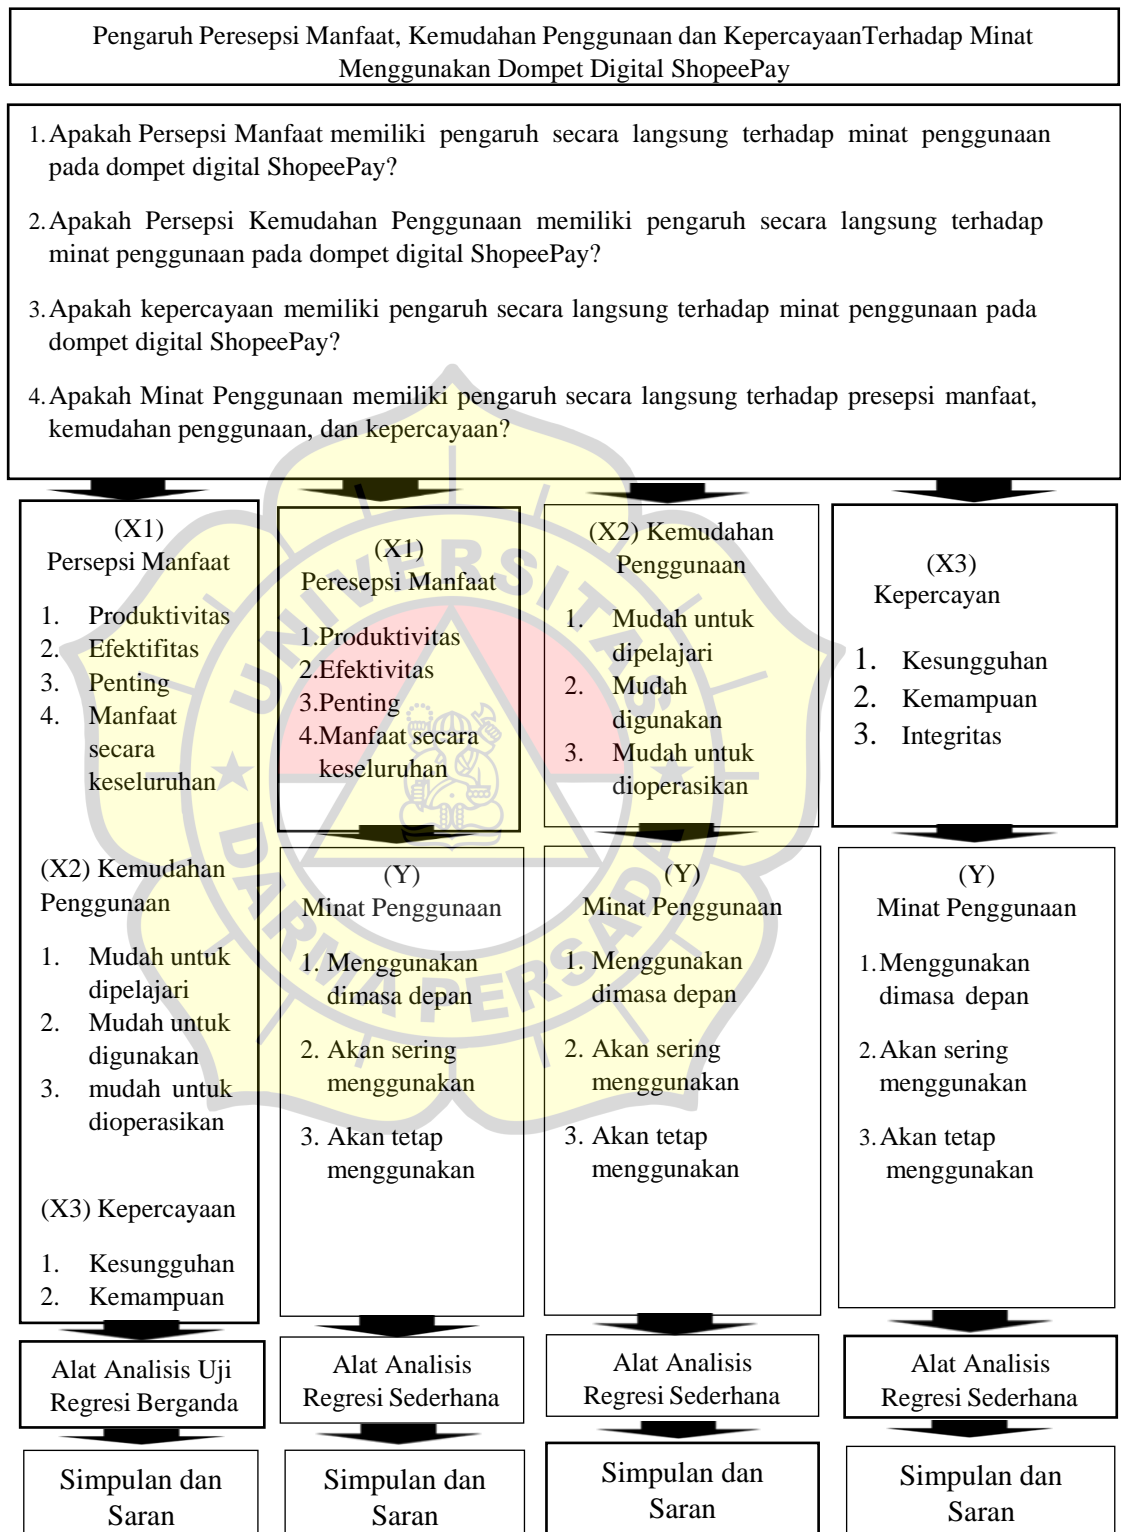 Pengaruh Peresepsi Manfaat, Kemudahan Penggunaan dan KepercayaanTerhadap Minat
Menggunakan Dompet Digital ShopeePay
1. Apakah Persepsi Manfaat memiliki pengaruh secara langsung terhadap minat penggunaan
pada dompet digital ShopeePay?
2. Apakah Persepsi Kemudahan Penggunaan memiliki pengaruh secara langsung terhadap
minat penggunaan pada dompet digital ShopeePay?
3. Apakah kepercayaan memiliki pengaruh secara langsung terhadap minat penggunaan pada
dompet digital ShopeePay?
4. Apakah Minat Penggunaan memiliki pengaruh secara langsung terhadap presepsi manfaat,
kemudahan penggunaan, dan kepercayaan?
(X1)
Persepsi Manfaat
1. Produktivitas
2. Efektifitas
3. Penting
4. Manfaat
secara
keseluruhan
(X2) Kemudahan
Penggunaan
1. Mudah untuk
dipelajari
2. Mudah untuk
digunakan
3. mudah untuk
dioperasikan
(X3) Kepercayaan
1. Kesungguhan
2. Kemampuan
Alat Analisis Uji
Regresi Berganda
Simpulan dan
Saran
(X1)
Peresepsi Manfaat
1.Produktivitas
2.Efektivitas
3.Penting
4.Manfaat secara
keseluruhan
(Y)
Minat Penggunaan
1. Menggunakan
dimasa depan
2. Akan sering
menggunakan
3. Akan tetap
menggunakan
Alat Analisis
Regresi Sederhana
Simpulan dan
Saran
(X2) Kemudahan
Penggunaan
1. Mudah untuk
dipelajari
2. Mudah
digunakan
3. Mudah untuk
dioperasikan
(Y)
Minat Penggunaan
1. Menggunakan
dimasa depan
2. Akan sering
menggunakan
3. Akan tetap
menggunakan
Alat Analisis
Regresi Sederhana
Simpulan dan
Saran
(X3)
Kepercayan
1. Kesungguhan
2. Kemampuan
3. Integritas
(Y)
Minat Penggunaan
1. Menggunakan
dimasa depan
2. Akan sering
menggunakan
3. Akan tetap
menggunakan
Alat Analisis
Regresi Sederhana
Simpulan dan
Saran
UNIVERSITAS
DARMA PERSADA